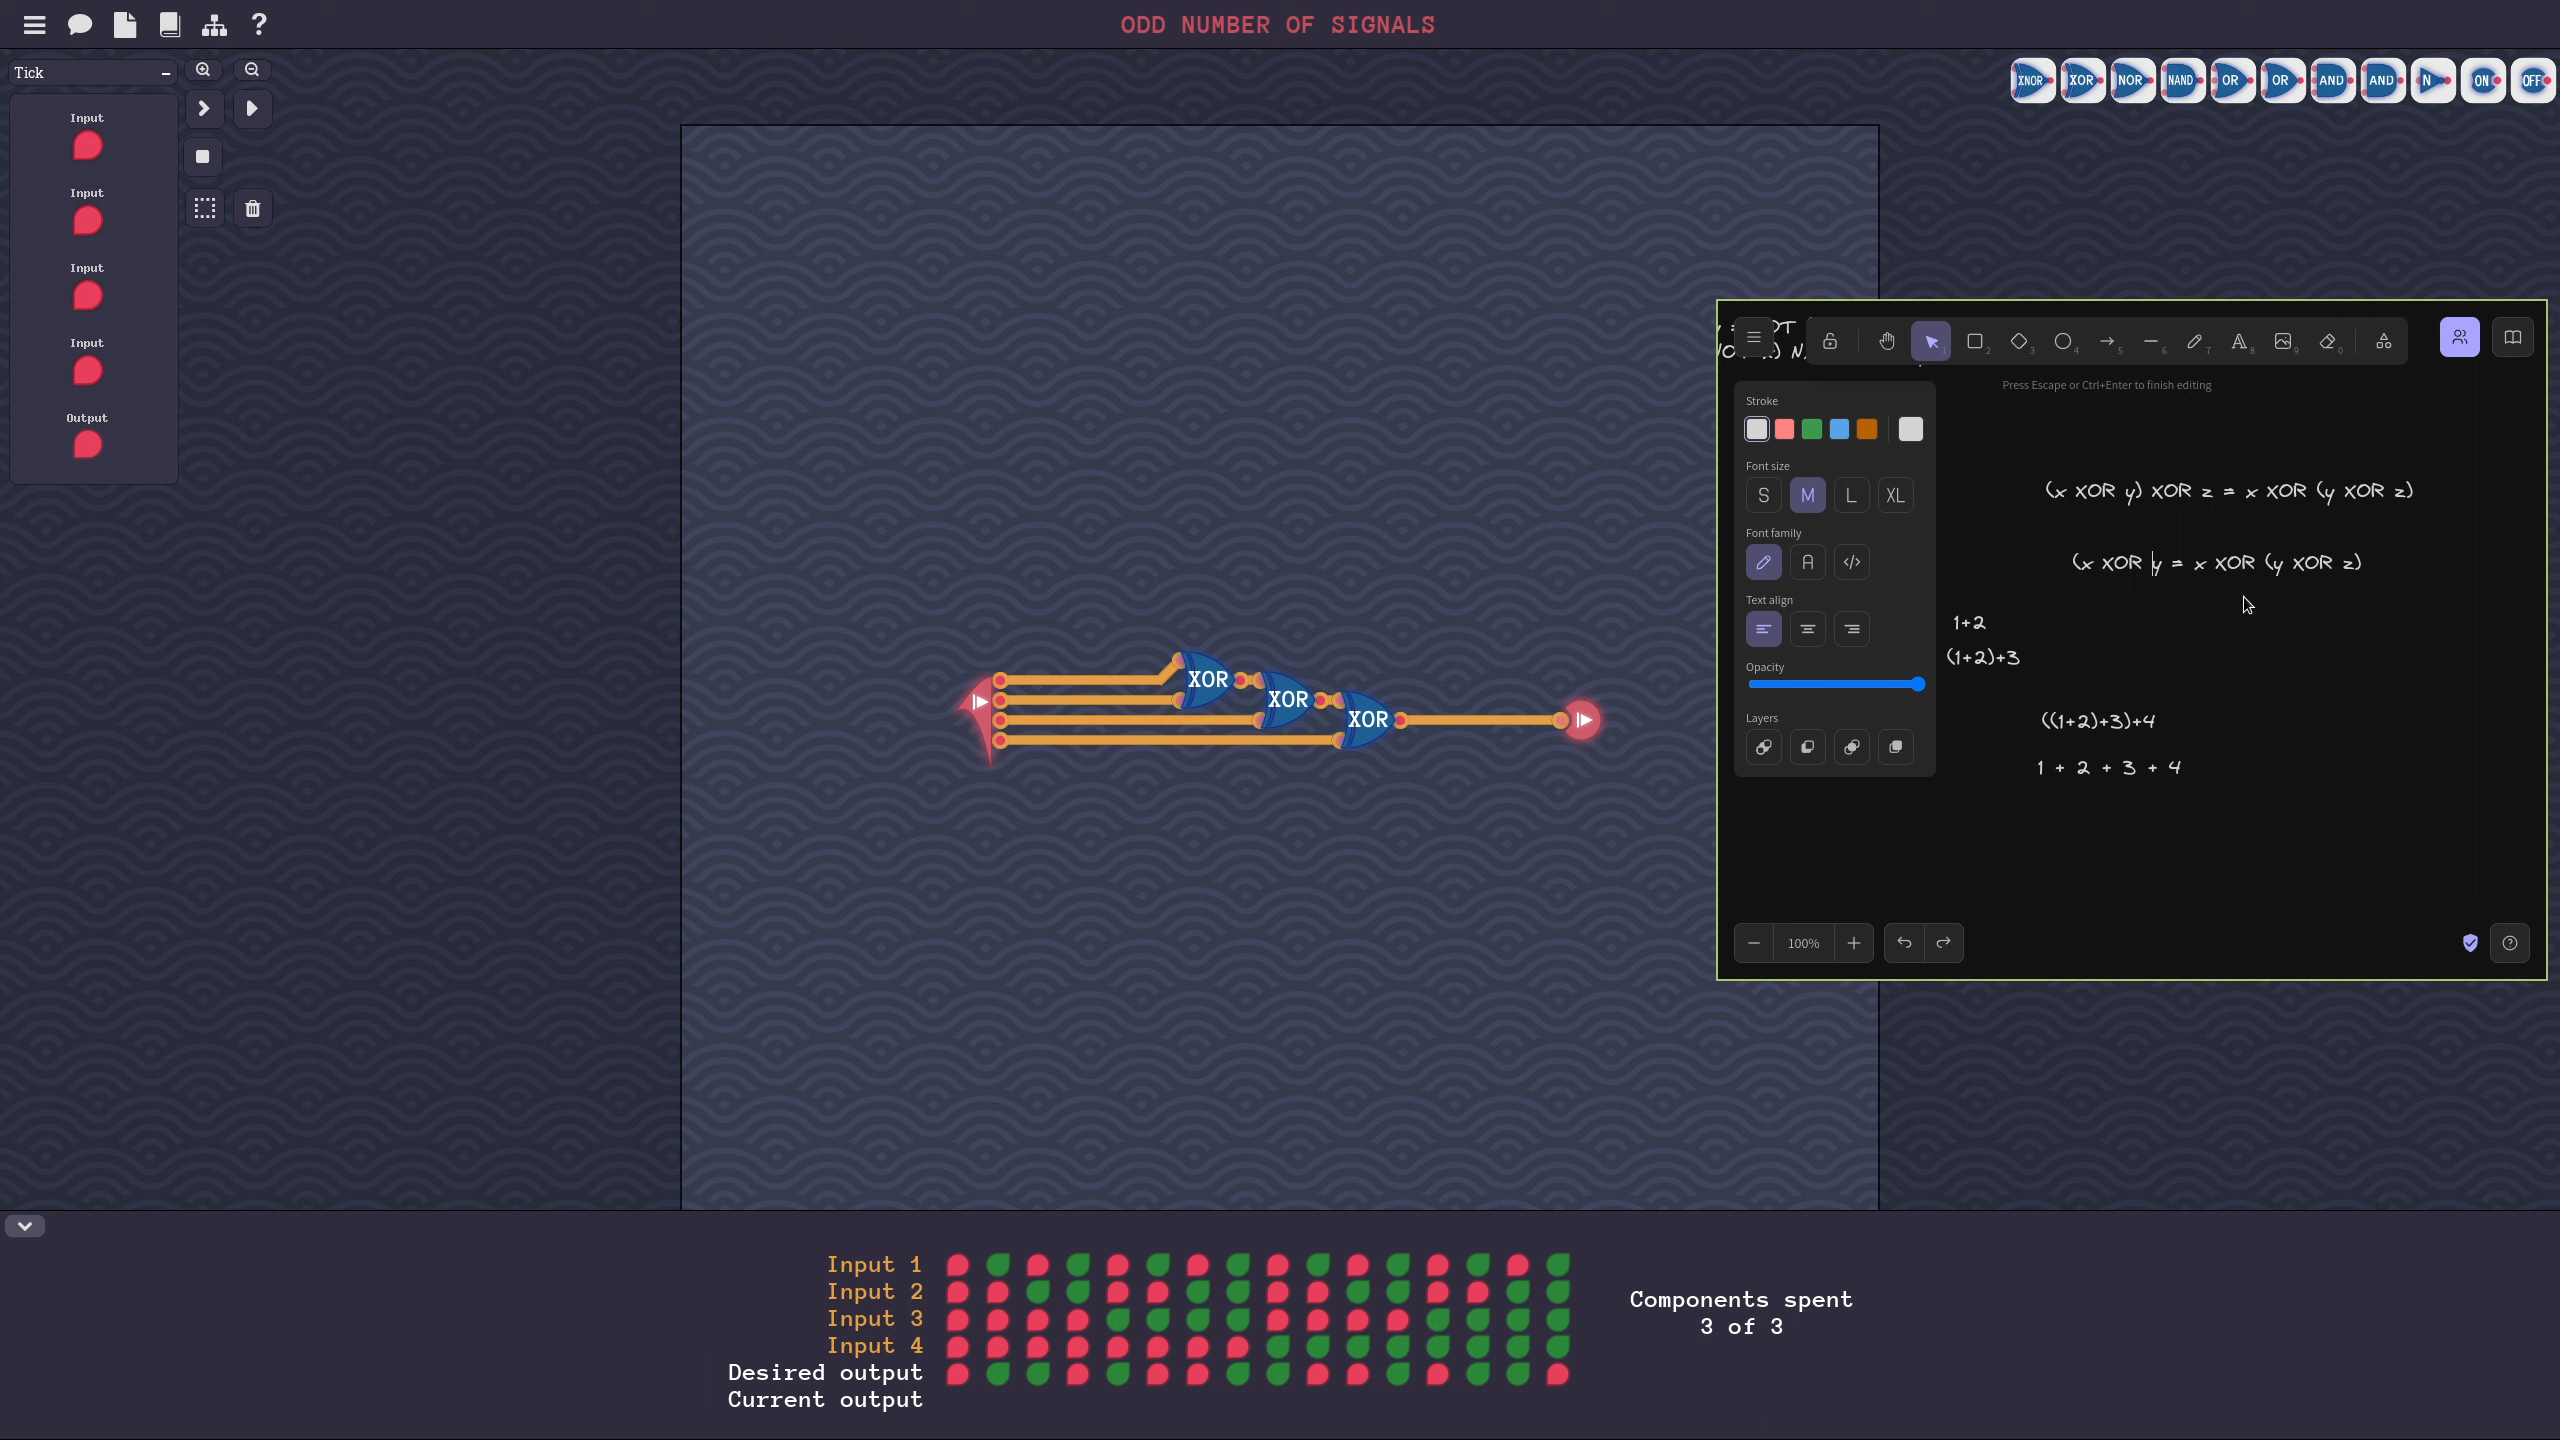 ODD NUMBER OF SIGNALS
Tick
Input
Input
Input
Input
Output
XNOR XOR NOR NAND OR OR AND AND N ON OFF
Press Escape or Ctrl+Enter to finish editing
Stroke
Font size
S M L XL
Font family
Text align
Opacity
Layers
100%
(x XOR y) XOR z = x XOR (y XOR z)
(x XOR y = x XOR (y XOR z)
1+2
(1+2)+3
((1+2)+3)+4
1 + 2 + 3 + 4
XOR
XOR
XOR
Input 1
Input 2
Input 3
Input 4
Desired output
Current output
Components spent
3 of 3